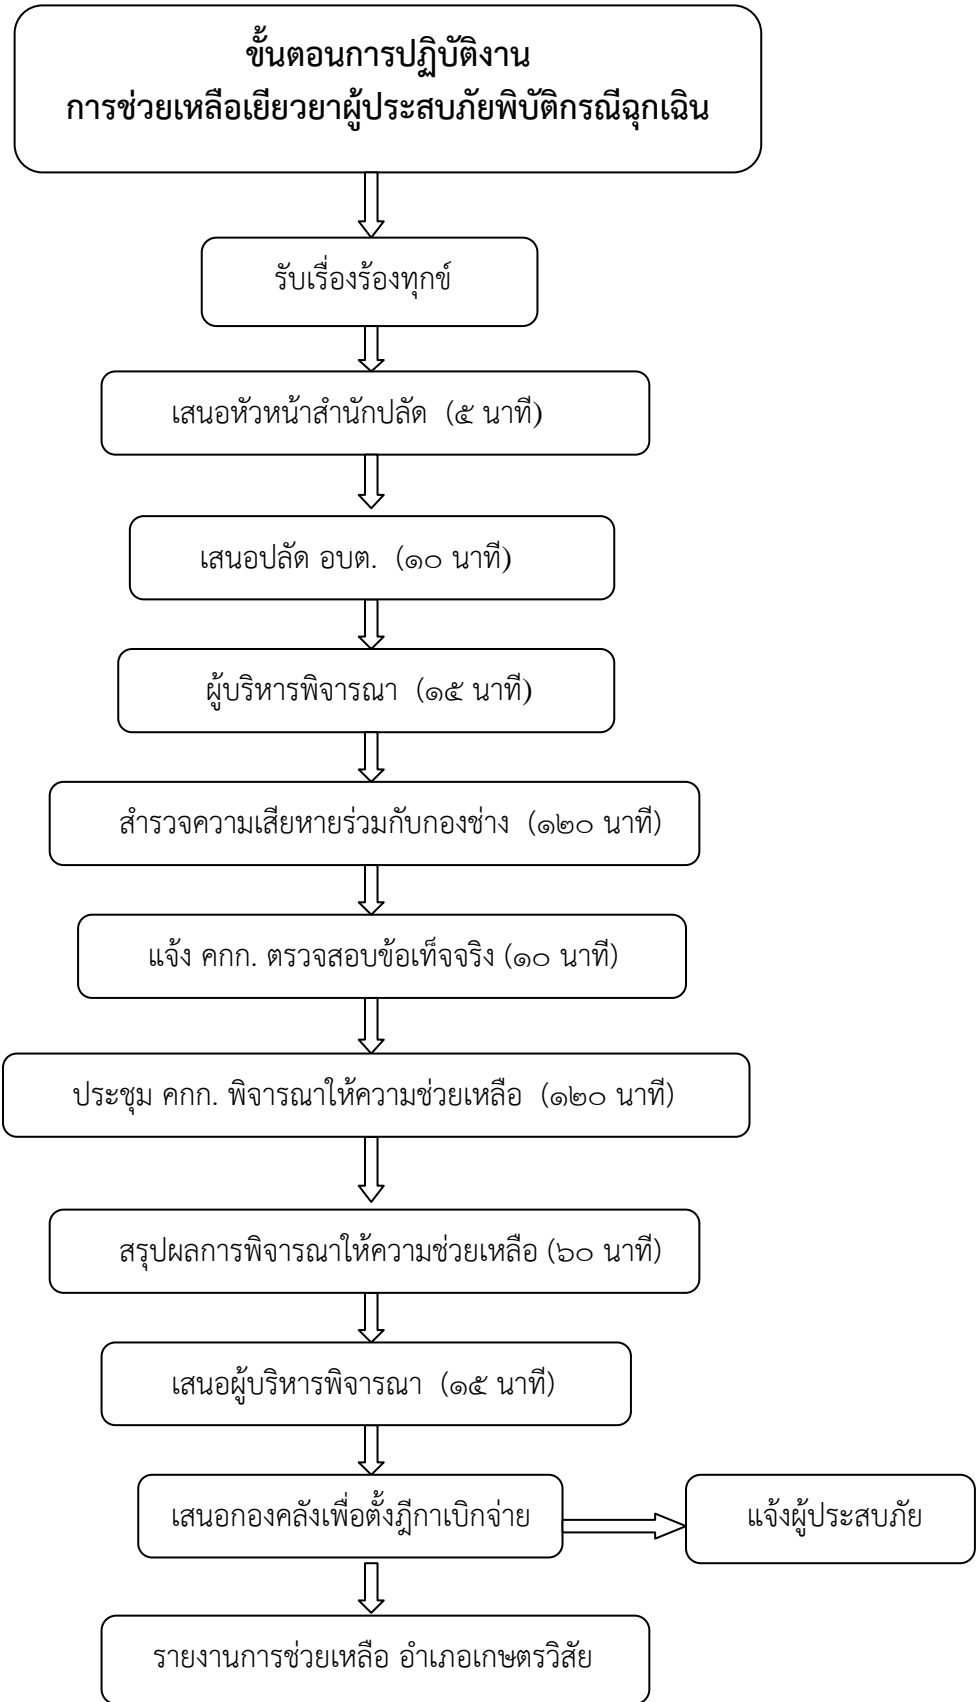 ขั้นตอนการปฏิบัติงาน
การช่วยเหลือเยียวยาผู้ประสบภัยพิบัติกรณีฉุกเฉิน
รับเรื่องร้องทุกข์
เสนอหัวหน้าสำนักปลัด (๕ นาที)
เสนอปลัด อบต. (๑๐ นาที)
ผู้บริหารพิจารณา (๑๕ นาที)
สำรวจความเสียหายร่วมกับกองช่าง (๑๒๐ นาที)
แจ้ง คกก. ตรวจสอบข้อเท็จจริง (๑๐ นาที)
ประชุม คกก. พิจารณาให้ความช่วยเหลือ (๑๒๐ นาที)
สรุปผลการพิจารณาให้ความช่วยเหลือ (๖๐ นาที)
เสนอผู้บริหารพิจารณา (๑๕ นาที)
เสนอกองคลังเพื่อตั้งฎีกาเบิกจ่าย
แจ้งผู้ประสบภัย
รายงานการช่วยเหลือ อำเภอเกษตรวิสัย